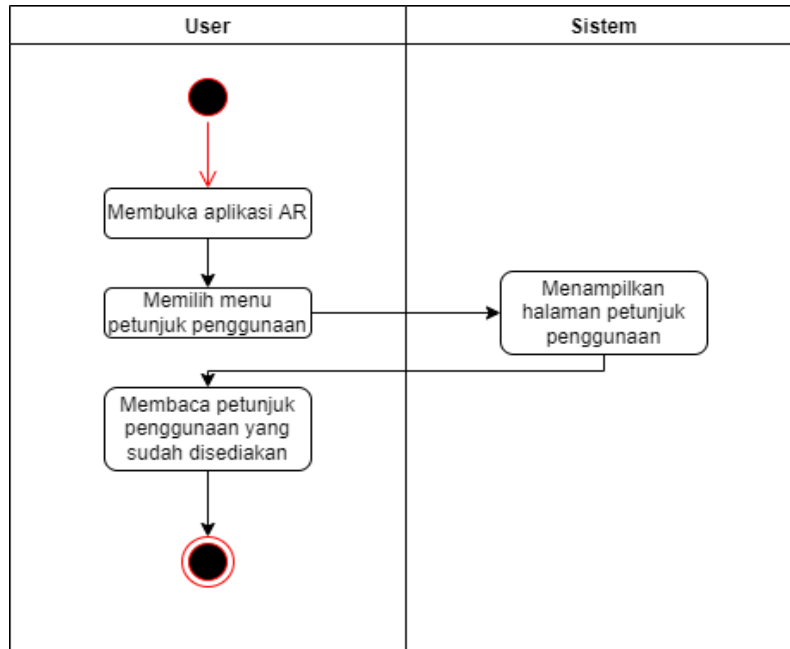 User
Sistem
Membuka aplikasi AR
Memilih menu
petunjuk penggunaan
Menampilkan
halaman petunjuk
penggunaan
Membaca petunjuk
penggunaan yang
sudah disediakan